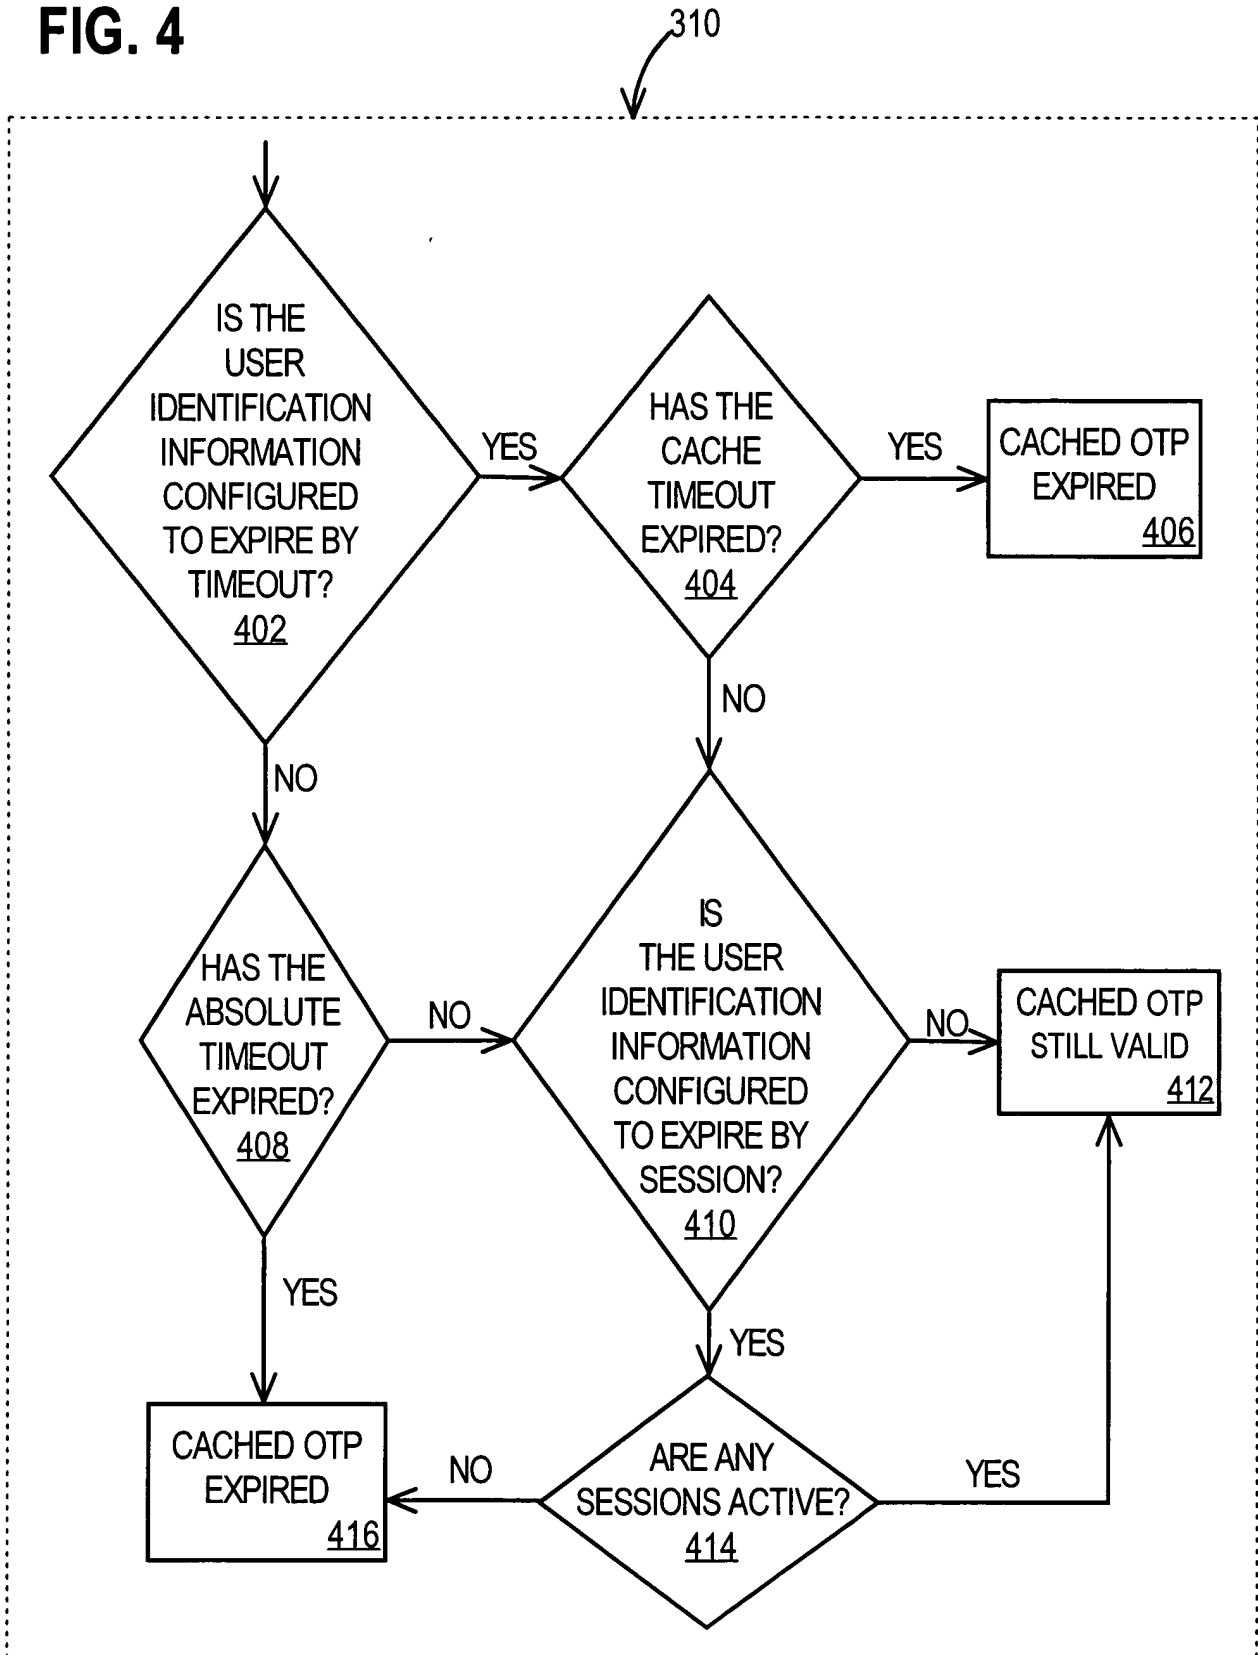 FIG. 4
310
IS THE
USER
IDENTIFICATION
INFORMATION
CONFIGURED
TO EXPIRE BY
TIMEOUT?
402
YES
HAS THE
CACHE
TIMEOUT
EXPIRED?
404
YES
CACHED OTP
EXPIRED
406
NO
NO
HAS THE
ABSOLUTE
TIMEOUT
EXPIRED?
408
NO
IS
THE USER
IDENTIFICATION
INFORMATION
CONFIGURED
TO EXPIRE BY
SESSION?
410
NO
CACHED OTP
STILL VALID
412
YES
YES
CACHED OTP
EXPIRED
416
NO
ARE ANY
SESSIONS ACTIVE?
414
YES